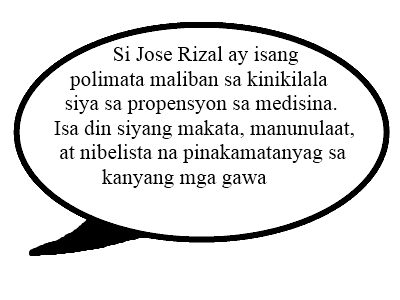 Si Jose Rizal ay isang
polimata maliban sa kinikilala
siya sa propensyon sa medisina.
Isa din siyang makata, manunulaat,
at nibelista na pinakamatanyag sa
kanyang mga gawa